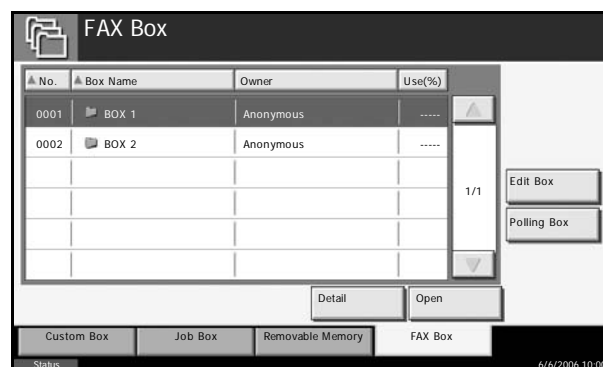 FAX Box
No. Box Name Owner Use(%)
0001 BOX 1 Anonymous -----
0002 BOX 2 Anonymous -----
1/1
Edit Box
Polling Box
Detail Open
Custom Box Job Box Removable Memory FAX Box
Status 6/6/2006 10:00